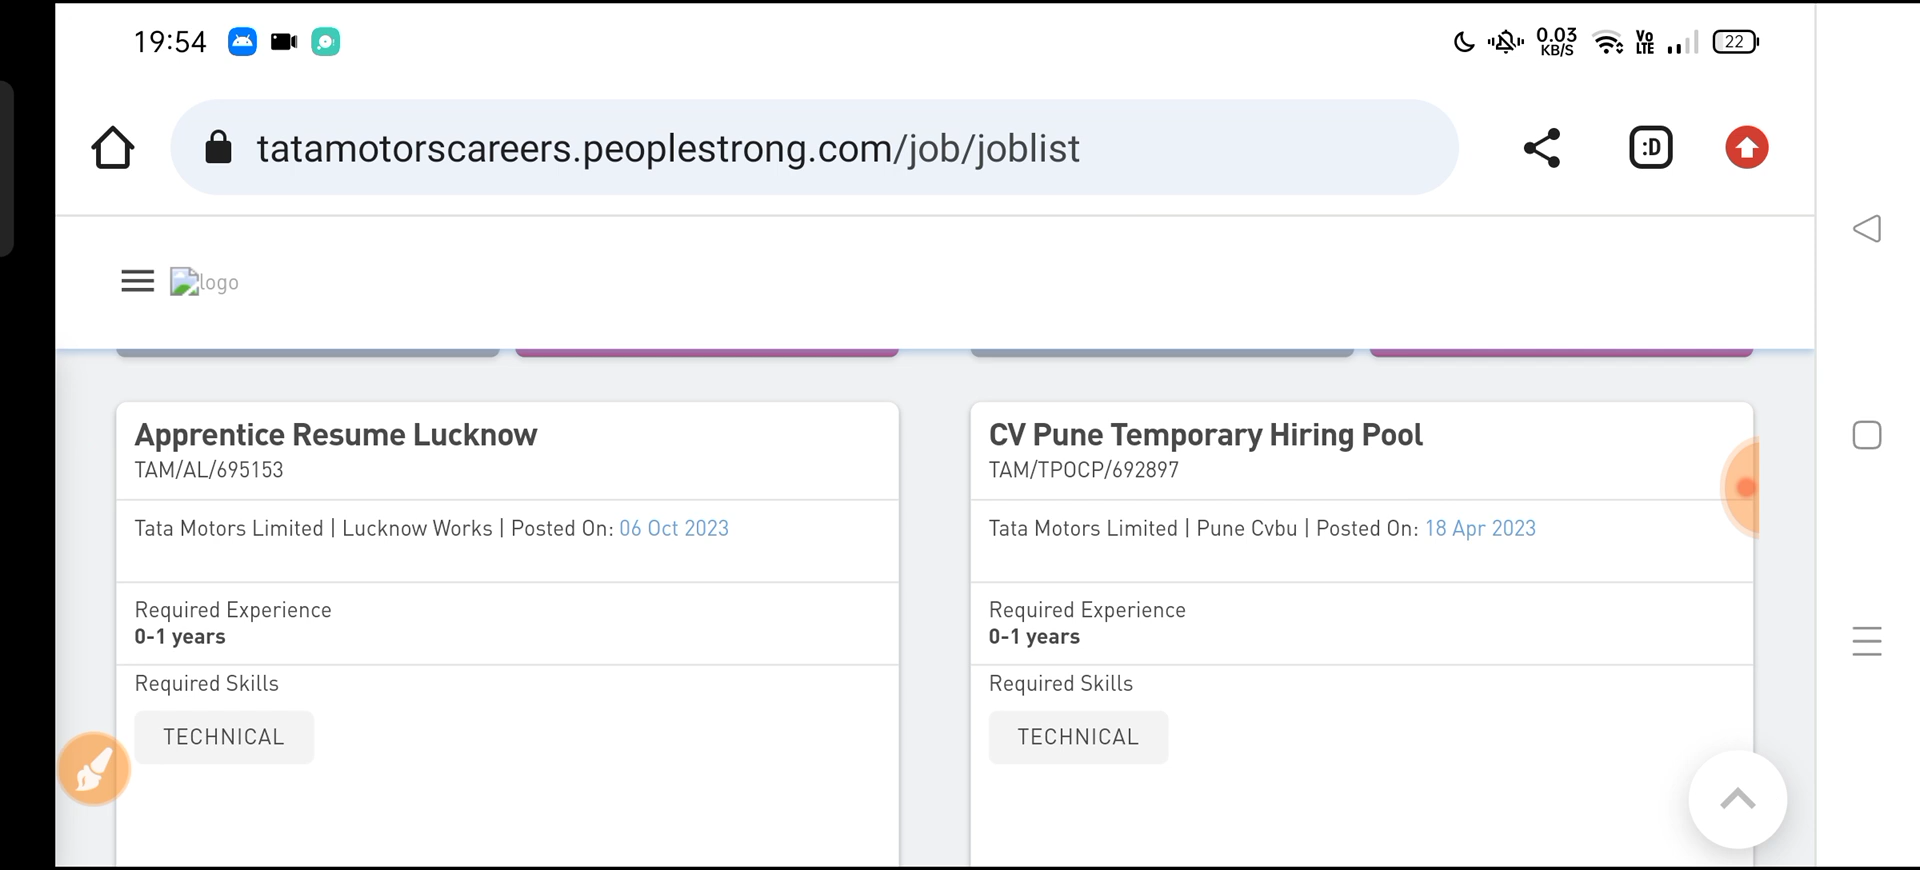 19:54
0.03
KB/S
Vo
LTE
22
tatamotorscareers.peoplestrong.com/job/joblist
:D
logo
Apprentice Resume Lucknow
TAM/AL/695153
Tata Motors Limited | Lucknow Works | Posted On: 06 Oct 2023
Required Experience
0-1 years
Required Skills
TECHNICAL
CV Pune Temporary Hiring Pool
TAM/TPOCP/692897
Tata Motors Limited | Pune Cvbu | Posted On: 18 Apr 2023
Required Experience
0-1 years
Required Skills
TECHNICAL